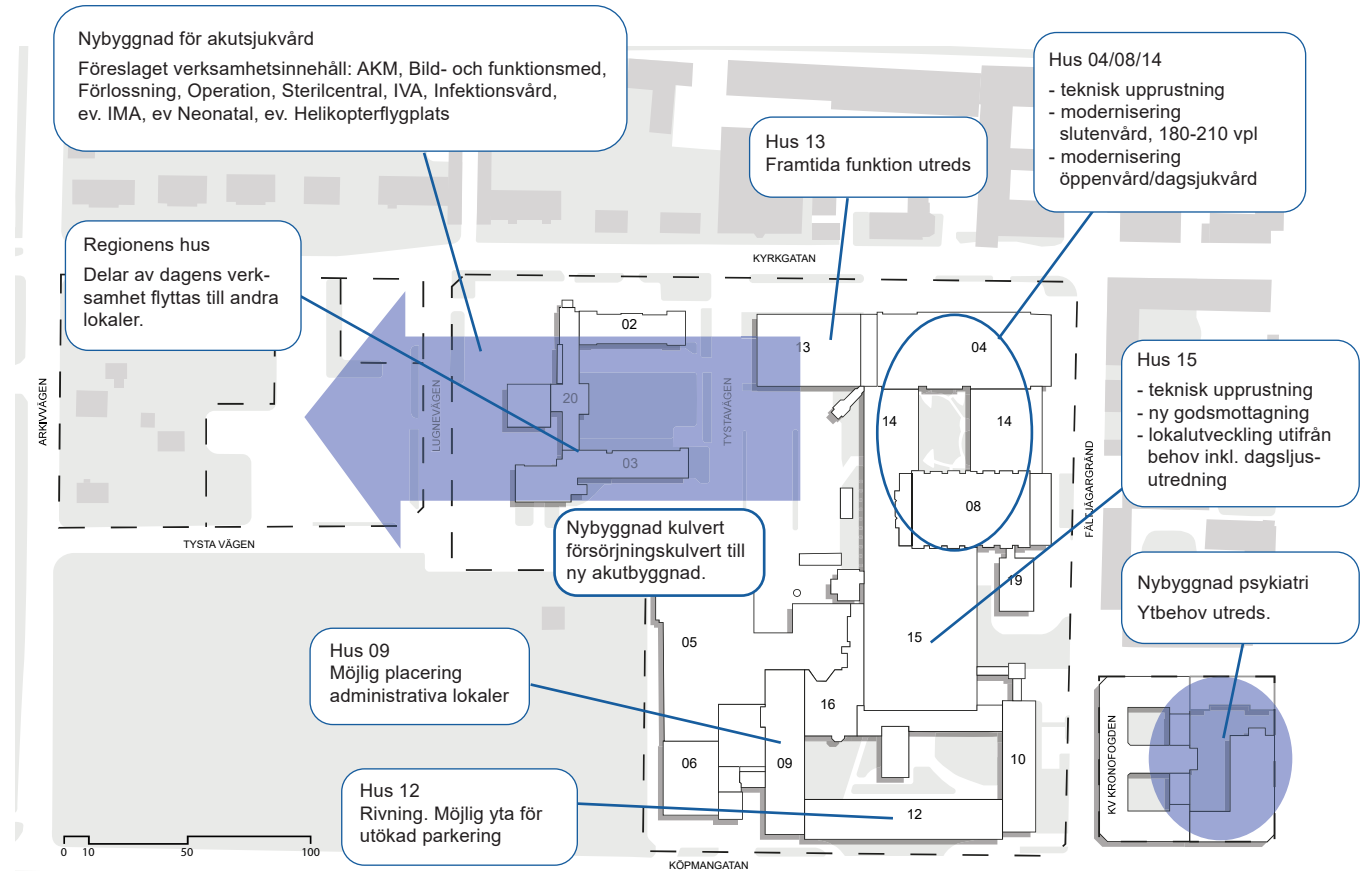 Nybyggnad för akutsjukvård
Föreslaget verksamhetsinnehåll: AKM, Bild- och funktionsmed,
Förlossning, Operation, Sterilcentral, IVA, Infektionsvård,
ev. IMA, ev Neonatal, ev. Helikopterflygplats
Hus 04/08/14
- teknisk upprustning
- modernisering
slutenvård, 180-210 vpl
- modernisering
öppenvård/dagsjukvård
Hus 13
Framtida funktion utreds
Regionens hus
Delar av dagens verk-
samhet flyttas till andra
lokaler.
KYRKGATAN
02
13
04
20
14
14
03
08
ARKIVVÄGEN
LUGNEVÄGEN
TYSTAVÄGEN
FÄLTJÄGARGRÄND
Hus 15
- teknisk upprustning
- ny godsmottagning
- lokalutveckling utifrån
behov inkl. dagsljus-
utredning
TYSTA VÄGEN
Nybyggnad kulvert
försörjningskulvert till
ny akutbyggnad.
19
Nybyggnad psykiatri
Ytbehov utreds.
05
15
Hus 09
Möjlig placering
administrativa lokaler
16
06
09
10
KV KRONOFOGDEN
Hus 12
Rivning. Möjlig yta för
utökad parkering
12
0 10 50 100
KÖPMANGATAN